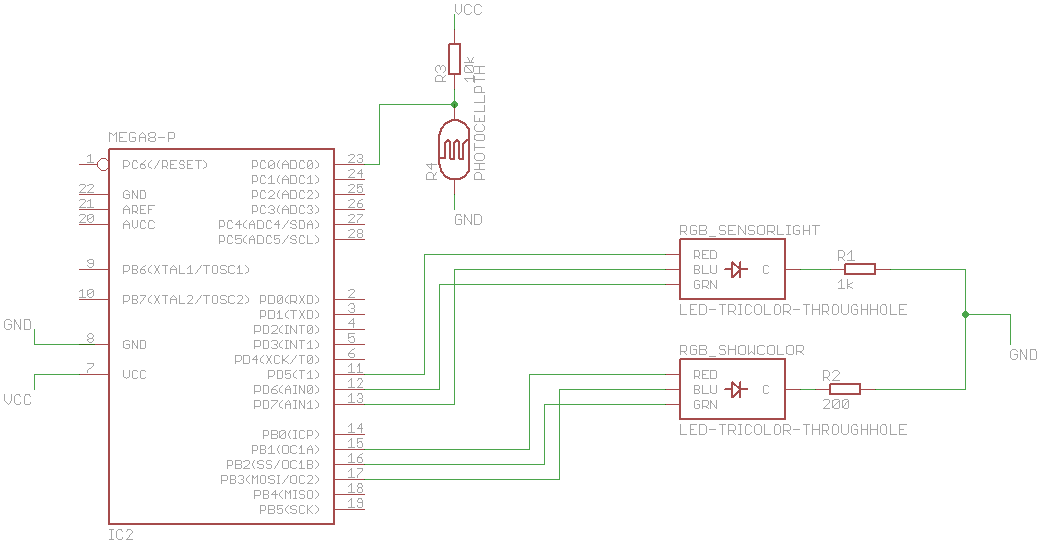 VCC
R3
10k
PHOTOCELLPTH
R4
GND
MEGA8-P
1 PC6(/RESET) PC0(ADC0) 23
PC1(ADC1) 24
22 GND PC2(ADC2) 25
21 AREF PC3(ADC3) 26
20 AVCC PC4(ADC4/SDA) 27
PC5(ADC5/SCL) 28
9 PB6(XTAL1/TOSC1)
10 PB7(XTAL2/TOSC2) PD0(RXD) 2
PD1(TXD) 3
PD2(INT0) 4
GND 8 GND PD3(INT1) 5
PD4(XCK/T0) 6
VCC 7 VCC PD5(T1) 11
PD6(AIN0) 12
PD7(AIN1) 13
PB0(ICP) 14
PB1(OC1A) 15
PB2(SS/OC1B) 16
PB3(MOSI/OC2) 17
PB4(MISO) 18
PB5(SCK) 19
IC2
RGB_SENSORLIGHT
RED
BLU C
GRN
LED-TRICOLOR-THROUGHHOLE
R1
1k
RGB_SHOWCOLOR
RED
BLU C
GRN
LED-TRICOLOR-THROUGHHOLE
R2
200
GND